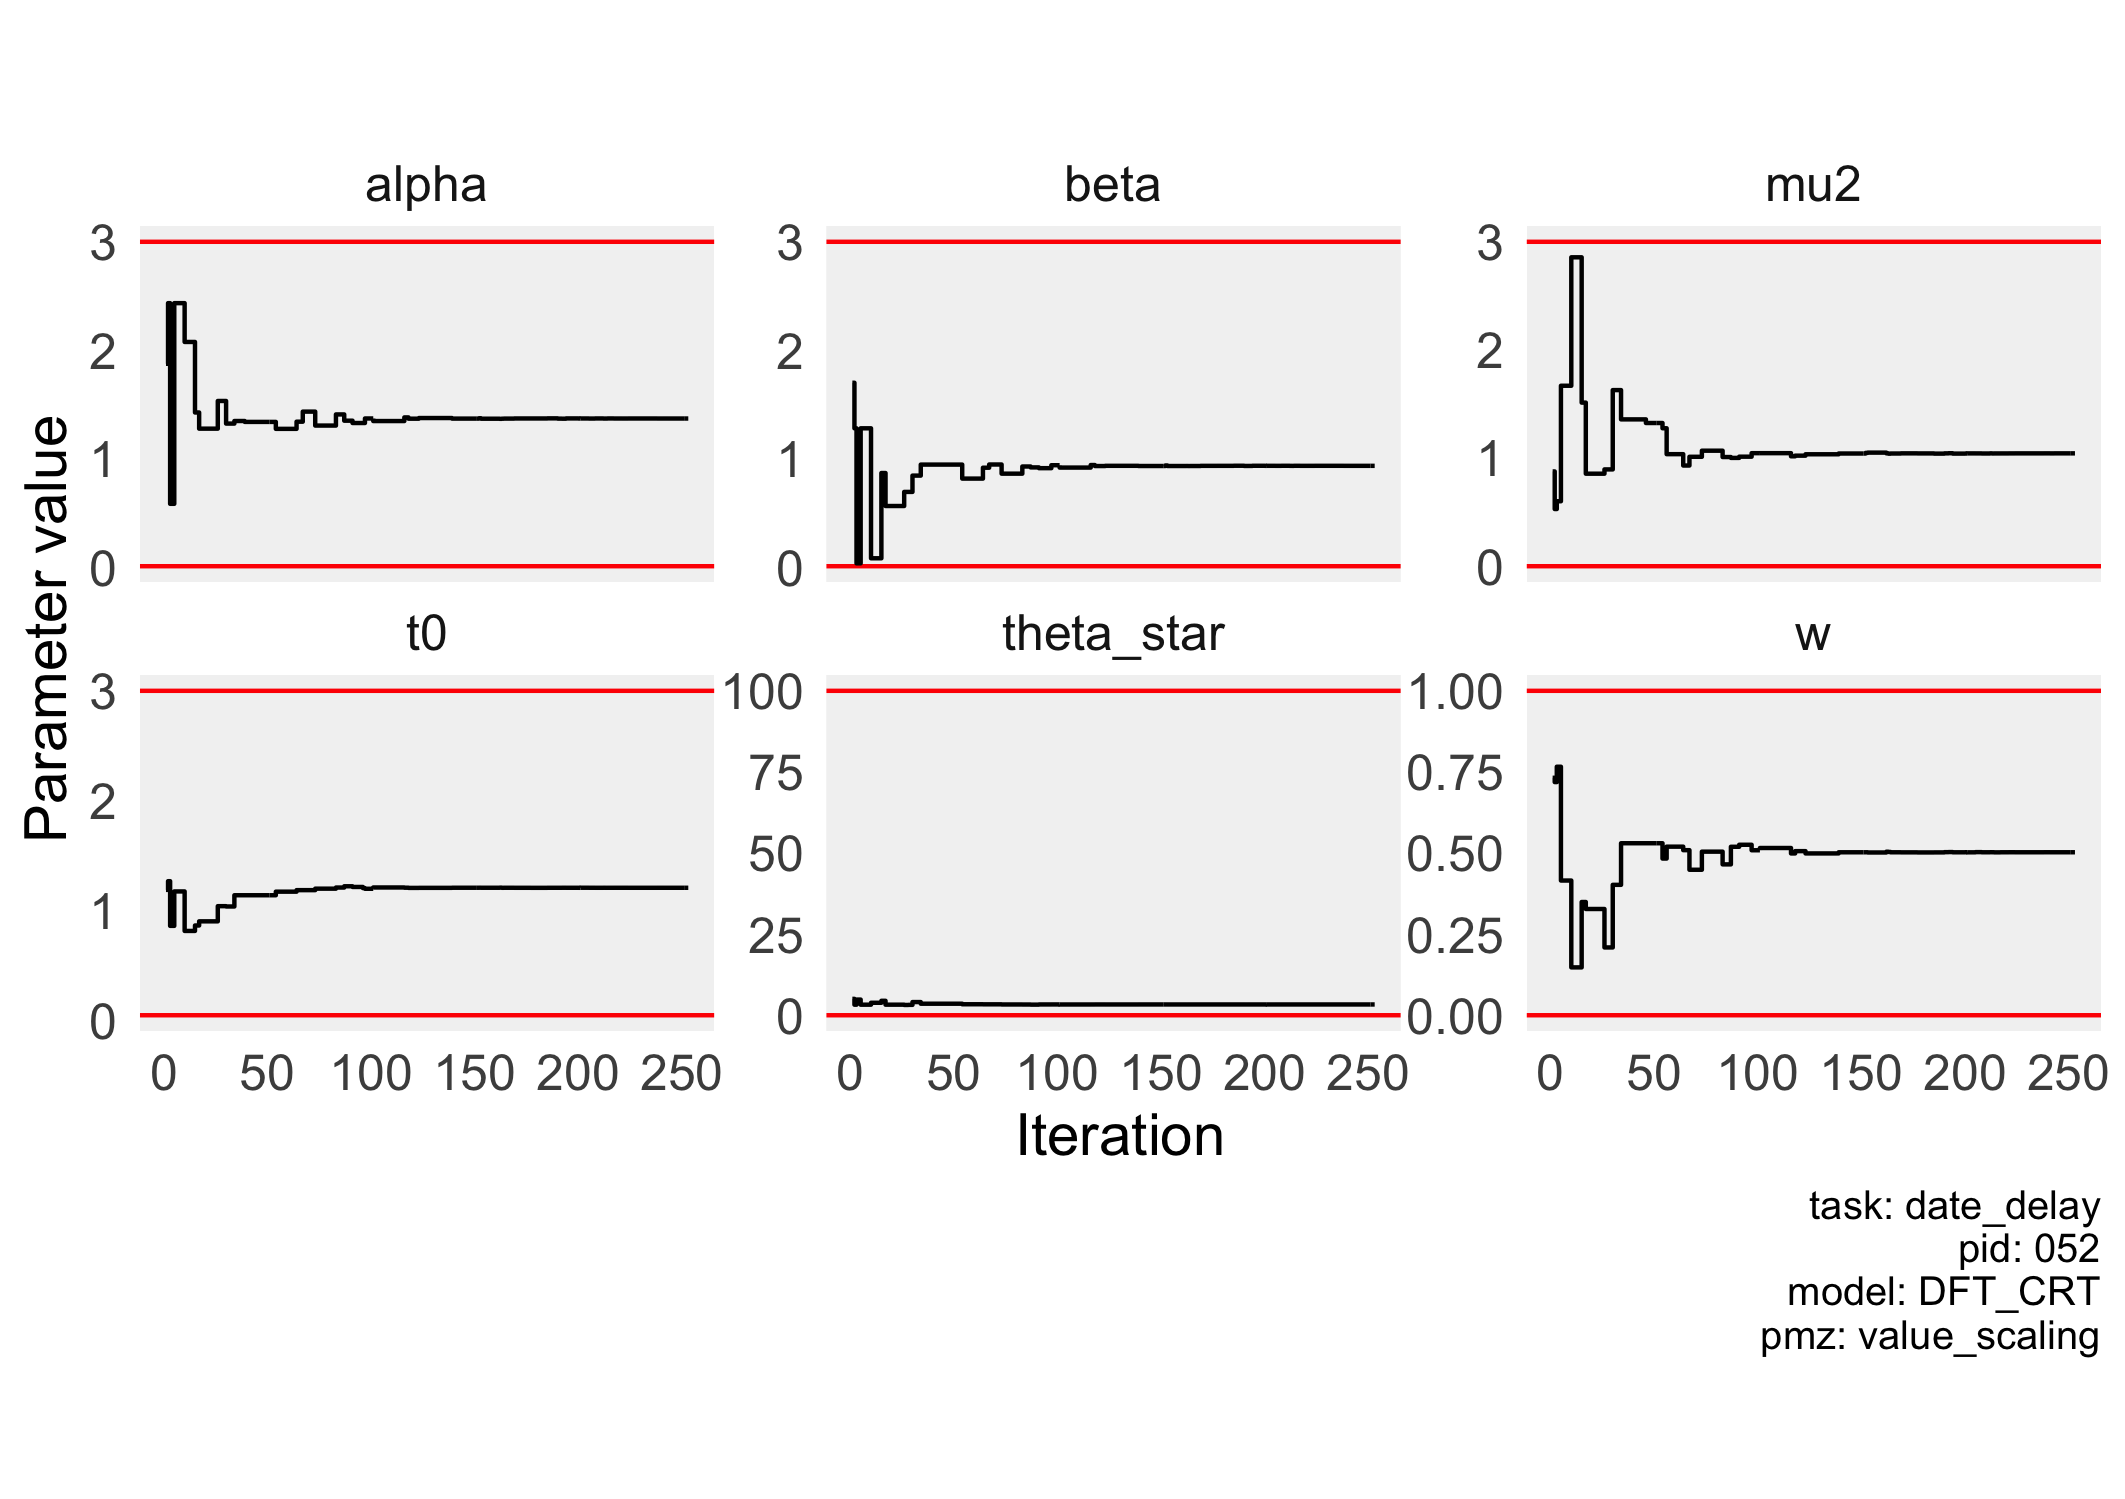 alpha
beta
mu2
3
2
1
0
3
2
1
0
3
2
1
0
t0
theta_star
w
3
2
1
0
100
75
50
25
0
1.00
0.75
0.50
0.25
0.00
0 50 100 150 200 250
0 50 100 150 200 250
0 50 100 150 200 250
Parameter value
Iteration
task: date_delay
pid: 052
model: DFT_CRT
pmz: value_scaling